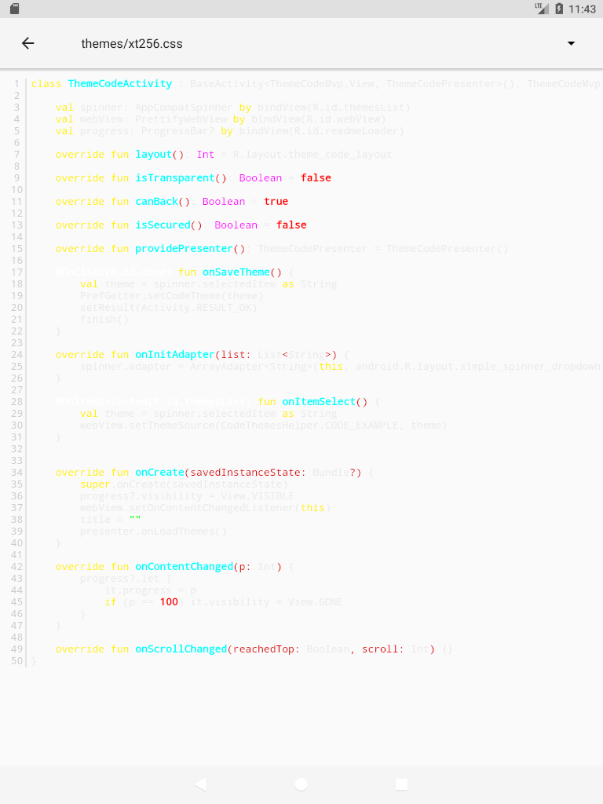 11:43
themes/xt256.css
1 class ThemeCodeActivity : BaseActivity<ThemeCodeMvp.View, ThemeCodePresenter>(), ThemeCodeMvp
2
3 val spinner: AppCompatSpinner by bindView(R.id.themesList)
4 val webView: PrettifyWebView by bindView(R.id.webView)
5 val progress: ProgressBar? by bindView(R.id.readmeLoader)
6
7 override fun layout(): Int = R.layout.theme_code_layout
8
9 override fun isTransparent(): Boolean = false
10
11 override fun canBack(): Boolean = true
12
13 override fun isSecured(): Boolean = false
14
15 override fun providePresenter(): ThemeCodePresenter = ThemeCodePresenter()
16
17 fun onSaveTheme() {
18 val theme = spinner.selectedItem as String
19 PrefGetter.setCodeTheme(theme)
20 setResult(Activity.RESULT_OK)
21 finish()
22 }
23
24 override fun onInitAdapter(list: List<String>) {
25 spinner.adapter = ArrayAdapter<String>(this, android.R.layout.simple_spinner_dropdown
26 }
27
28 fun onItemSelect() {
29 val theme = spinner.selectedItem as String
30 webView.setThemeSource(CodeThemesHelper.CODE_EXAMPLE, theme)
31 }
32
33
34 override fun onCreate(savedInstanceState: Bundle?) {
35 super.onCreate(savedInstanceState)
36 progress?.visibility = View.VISIBLE
37 webView.setOnContentChangedListener(this)
38 title = ""
39 presenter.onLoadThemes()
40 }
41
42 override fun onContentChanged(p: Int) {
43 progress?.let {
44 it.progress = p
45 if (p == 100) it.visibility = View.GONE
46 }
47 }
48
49 override fun onScrollChanged(reachedTop: Boolean, scroll: Int) {}
50 }